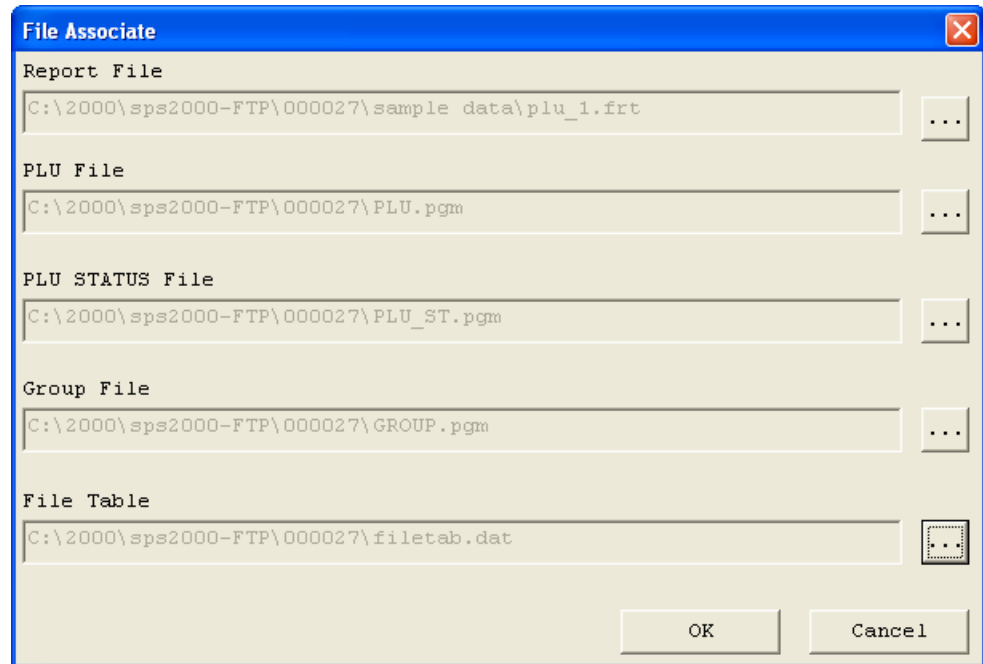 File Associate
Report File
C:\2000\sps2000-FTP\000027\sample data\plu_1.frt
...
PLU File
C:\2000\sps2000-FTP\000027\PLU.pgm
...
PLU STATUS File
C:\2000\sps2000-FTP\000027\PLU_ST.pgm
...
Group File
C:\2000\sps2000-FTP\000027\GROUP.pgm
...
File Table
C:\2000\sps2000-FTP\000027\filetab.dat
...
OK Cancel